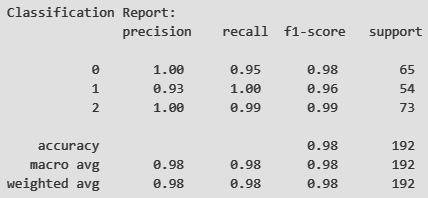 Classification Report:
precision recall f1-score support
0 1.00 0.95 0.98 65
1 0.93 1.00 0.96 54
2 1.00 0.99 0.99 73
accuracy 0.98 192
macro avg 0.98 0.98 0.98 192
weighted avg 0.98 0.98 0.98 192